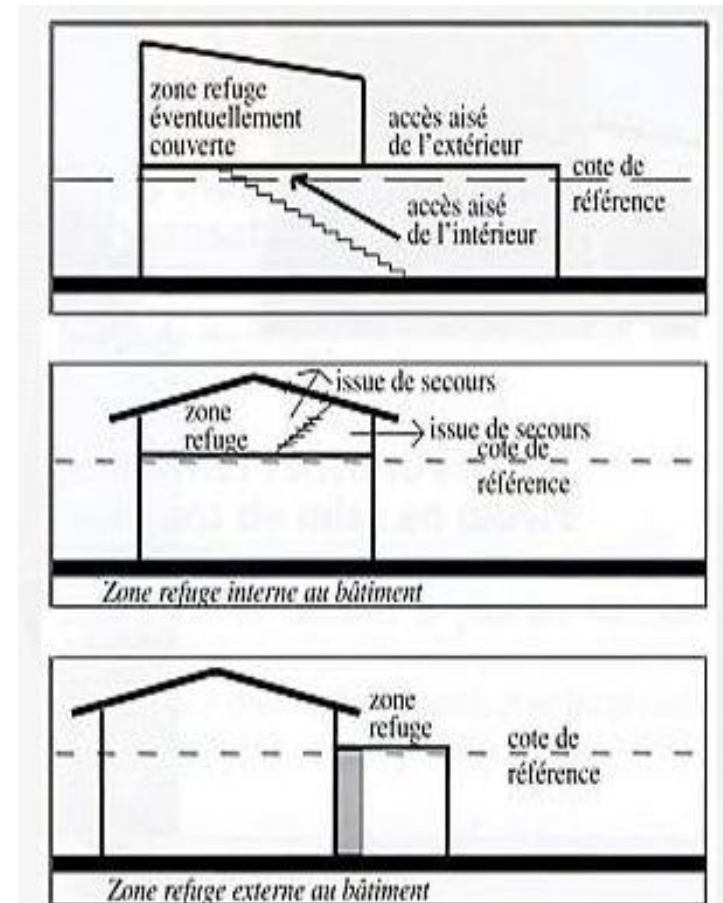 zone refuge
éventuellement
couverte
accès aisé
de l'extérieur
cote de
référence
accès aisé
de l'intérieur
issue de secours
zone
refuge
issue de secours
cote de
référence
Zone refuge interne au bâtiment
zone
refuge
cote de
référence
Zone refuge externe au bâtiment